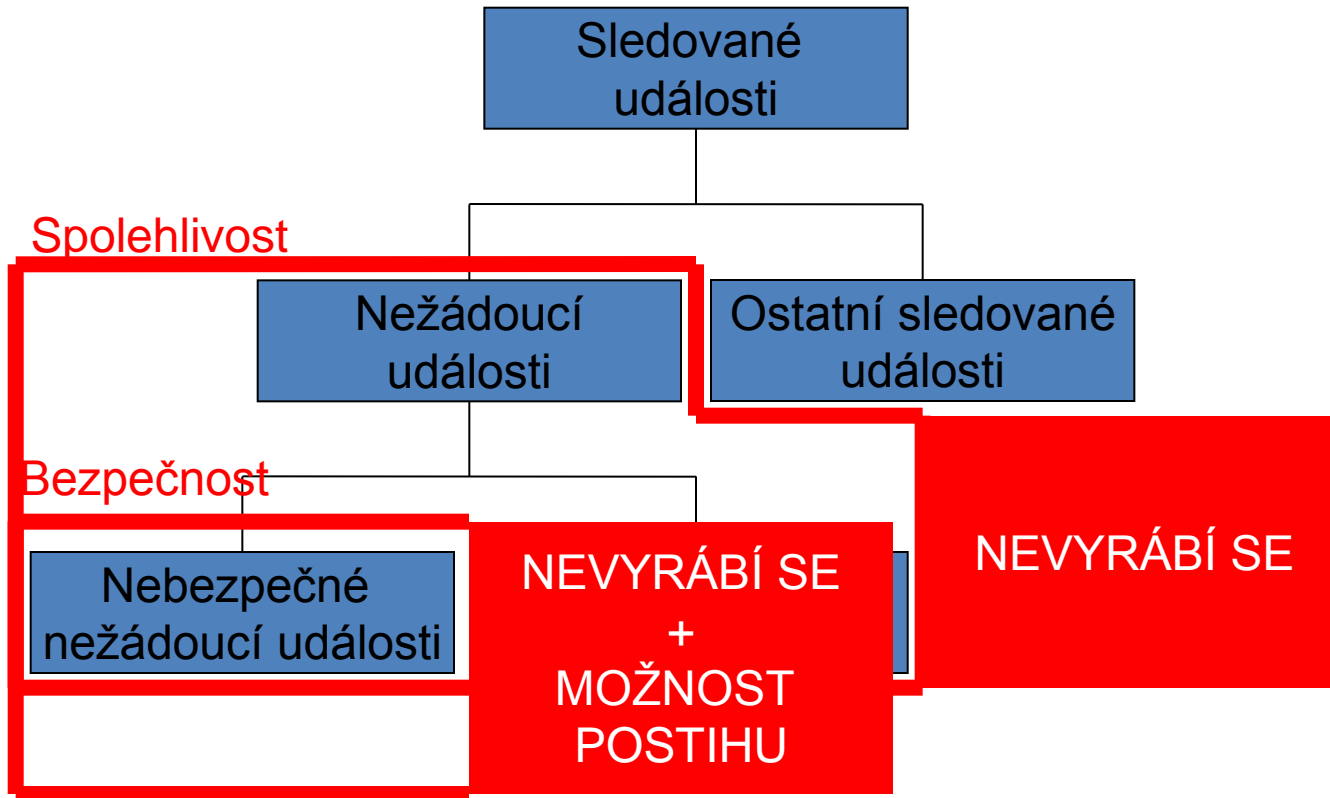 Sledované
události
Spolehlivost
Nežádoucí
události
Ostatní sledované
události
Bezpečnost
Nebezpečné
nežádoucí události
NEVYRÁBÍ SE
+
MOŽNOST
POSTIHU
NEVYRÁBÍ SE